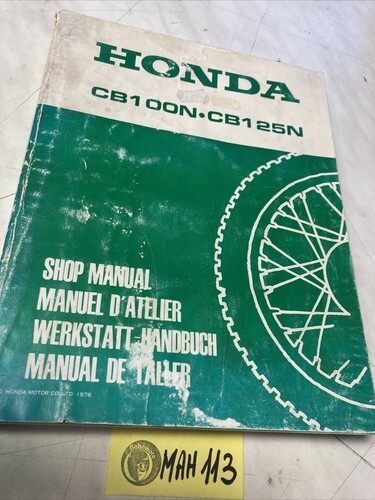 HONDA
CB100N•CB125N
SHOP MANUAL
MANUEL D'ATELIER
WERKSTATT-HANDBUCH
MANUAL DE TALLER
HONDA MOTOR CO., LTD. 1978
MAH 113